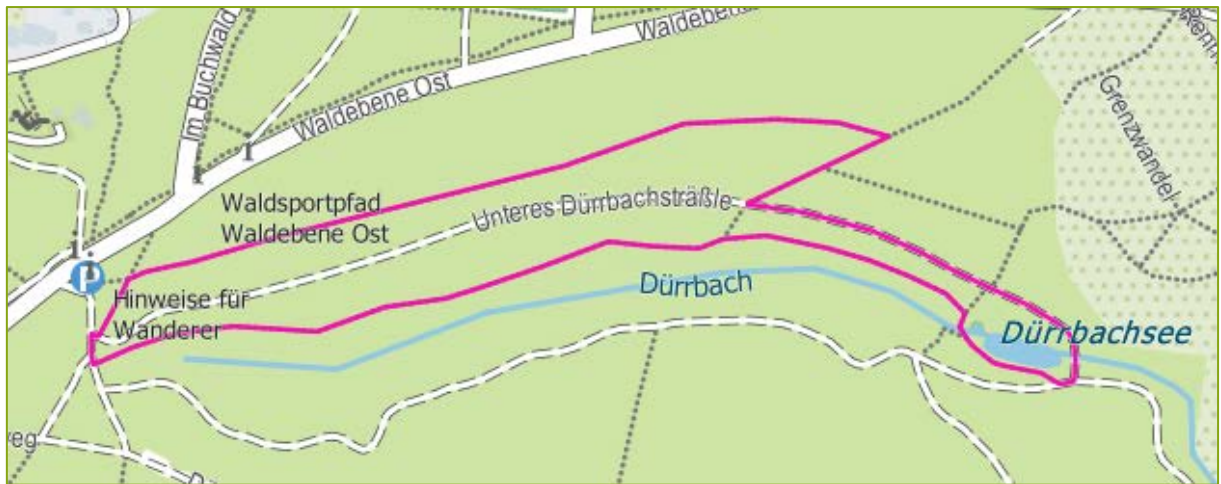 Im Buchwald
Waldebene Ost
Grenzwandel
Waldsportpfad
Waldebene Ost
Unteres Dürrbachsträßle
P
Hinweise für
Wanderer
Dürrbach
Dürrbachsee